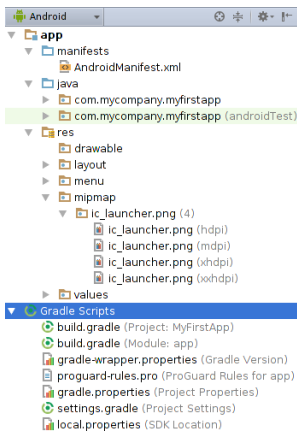 Android
app
manifests
AndroidManifest.xml
java
com.mycompany.myfirstapp
com.mycompany.myfirstapp (androidTest)
res
drawable
layout
menu
mipmap
ic_launcher.png (4)
ic_launcher.png (hdpi)
ic_launcher.png (mdpi)
ic_launcher.png (xhdpi)
ic_launcher.png (xxhdpi)
values
Gradle Scripts
build.gradle (Project: MyFirstApp)
build.gradle (Module: app)
gradle-wrapper.properties (Gradle Version)
proguard-rules.pro (ProGuard Rules for app)
gradle.properties (Project Properties)
settings.gradle (Project Settings)
local.properties (SDK Location)